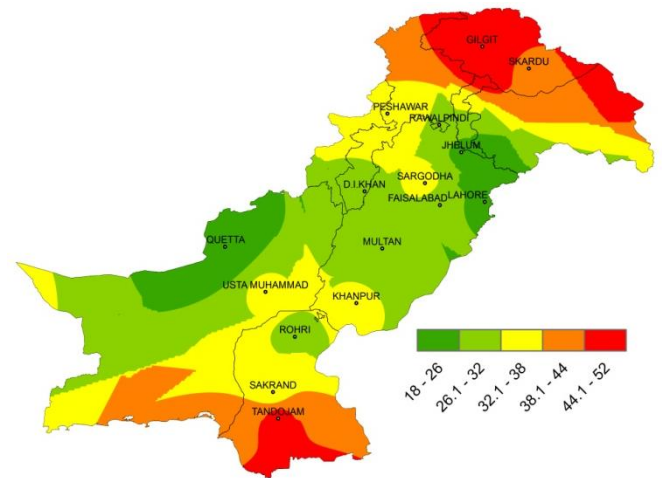 GILGIT
SKARDU
PESHAWAR
RAWALPINDI
JHELUM
SARGODHA
D.I.KHAN
FAISALABAD
LAHORE
QUETTA
MULTAN
USTA MUHAMMAD
KHANPUR
ROHRI
SAKRAND
TANDOJAM
18 - 26
26.1 - 32
32.1 - 38
38.1 - 44
44.1 - 52